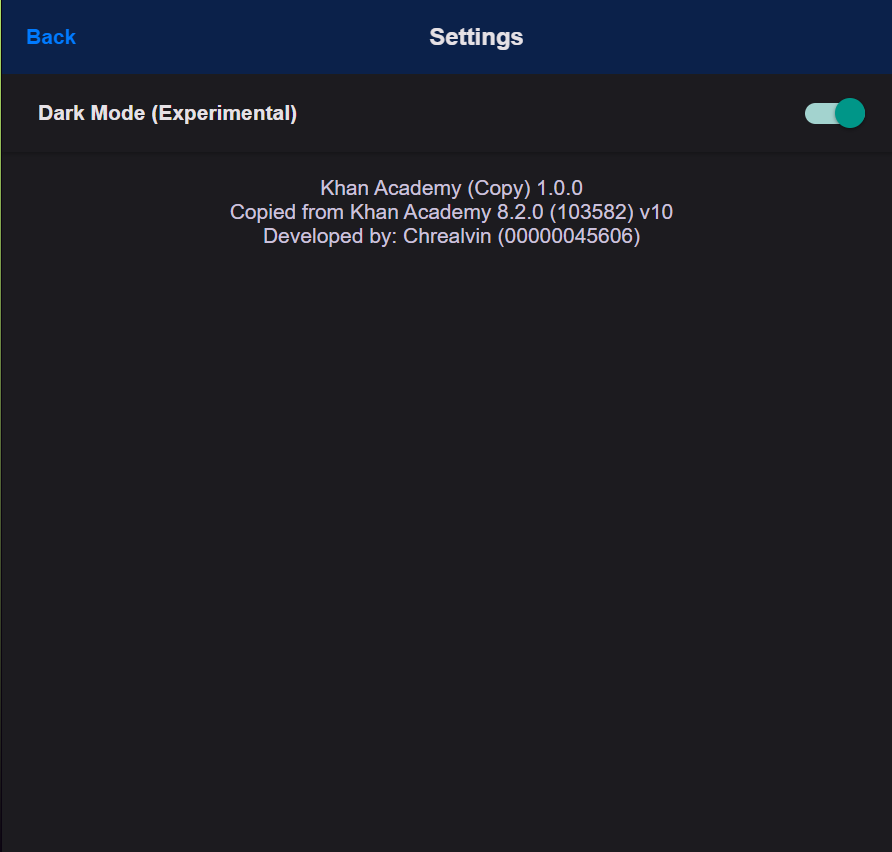 Back
Settings
Dark Mode (Experimental)
Khan Academy (Copy) 1.0.0
Copied from Khan Academy 8.2.0 (103582) v10
Developed by: Chrealvin (00000045606)